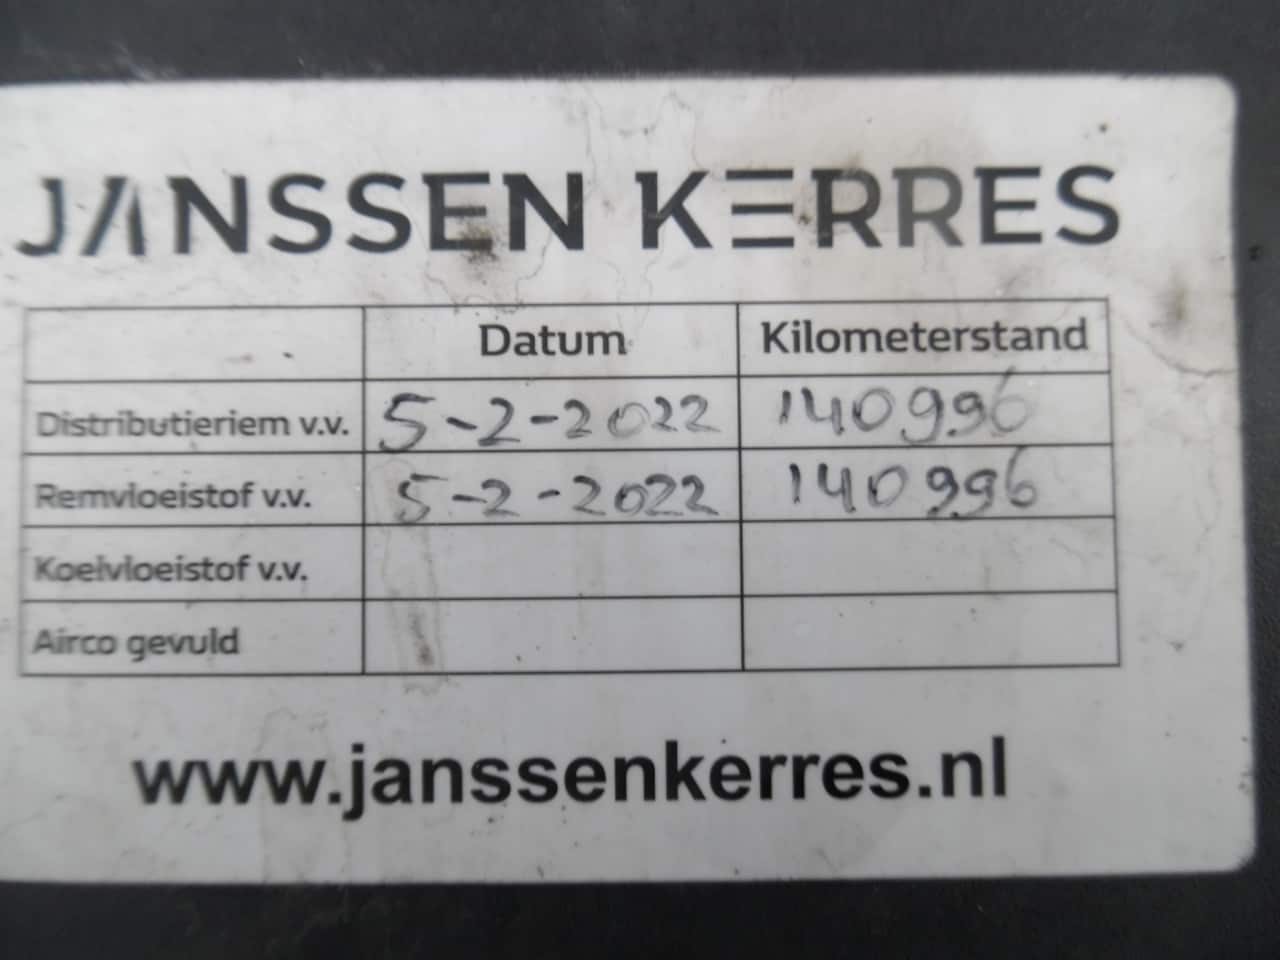 JANSSEN KERRES
Datum Kilometerstand
Distributieriem v.v. 5-2-2022 140996
Remvloeistof v.v. 5-2-2022 140996
Koelvloeistof v.v.
Airco gevuld
www.janssenkerres.nl